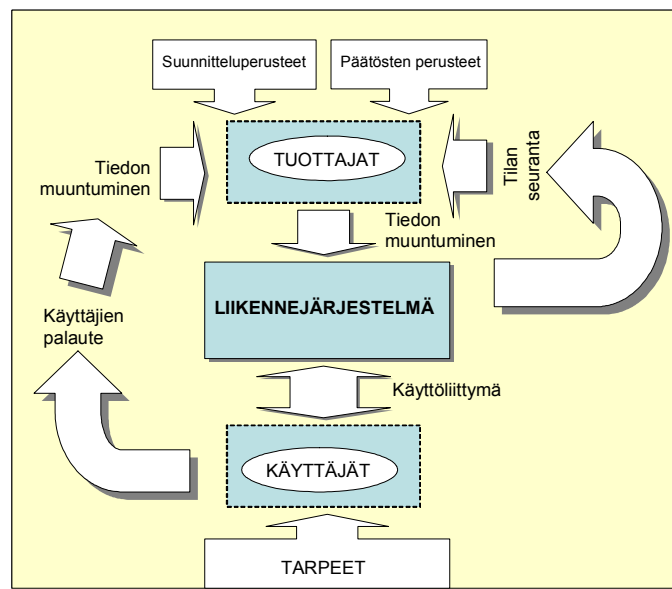 Suunnitteluperusteet
Päätösten perusteet
TUOTTAJAT
Tiedon
muuntuminen
Tilan
seuranta
Tiedon
muuntuminen
LIIKENNEJÄRJESTELMÄ
Käyttäjien
palaute
Käyttöliittymä
KÄYTTÄJÄT
TARPEET